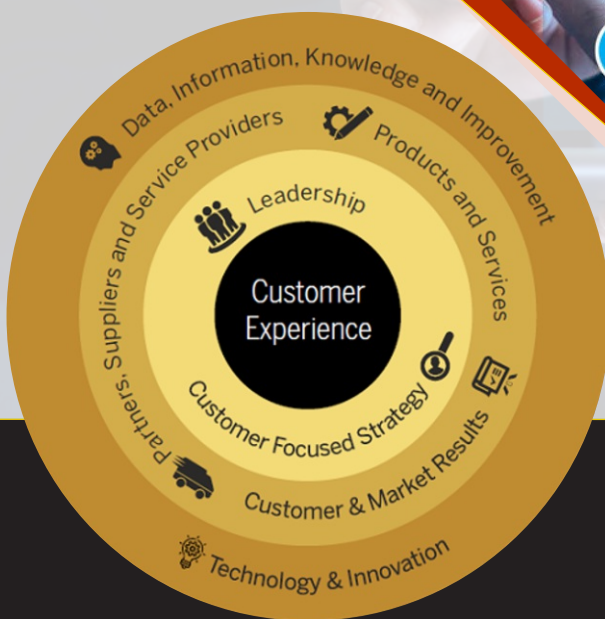 Data, Information, Knowledge and Improvement
Partners, Suppliers and Service Providers
Products and Services
Leadership
Customer
Experience
Customer Focused Strategy
Customer & Market Results
Technology & Innovation